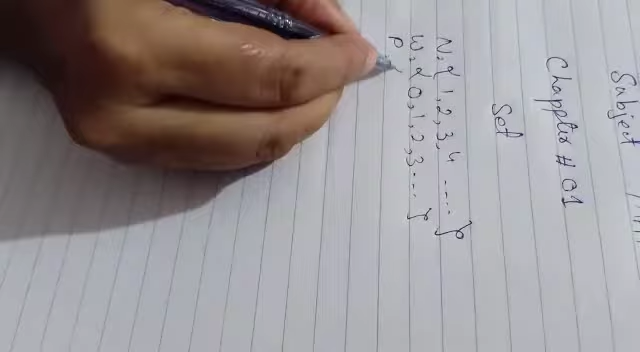 Subject
Chapter # 01
Set
N, { 1, 2, 3, 4 ..... }
W, { 0, 1, 2, 3 .... }
P